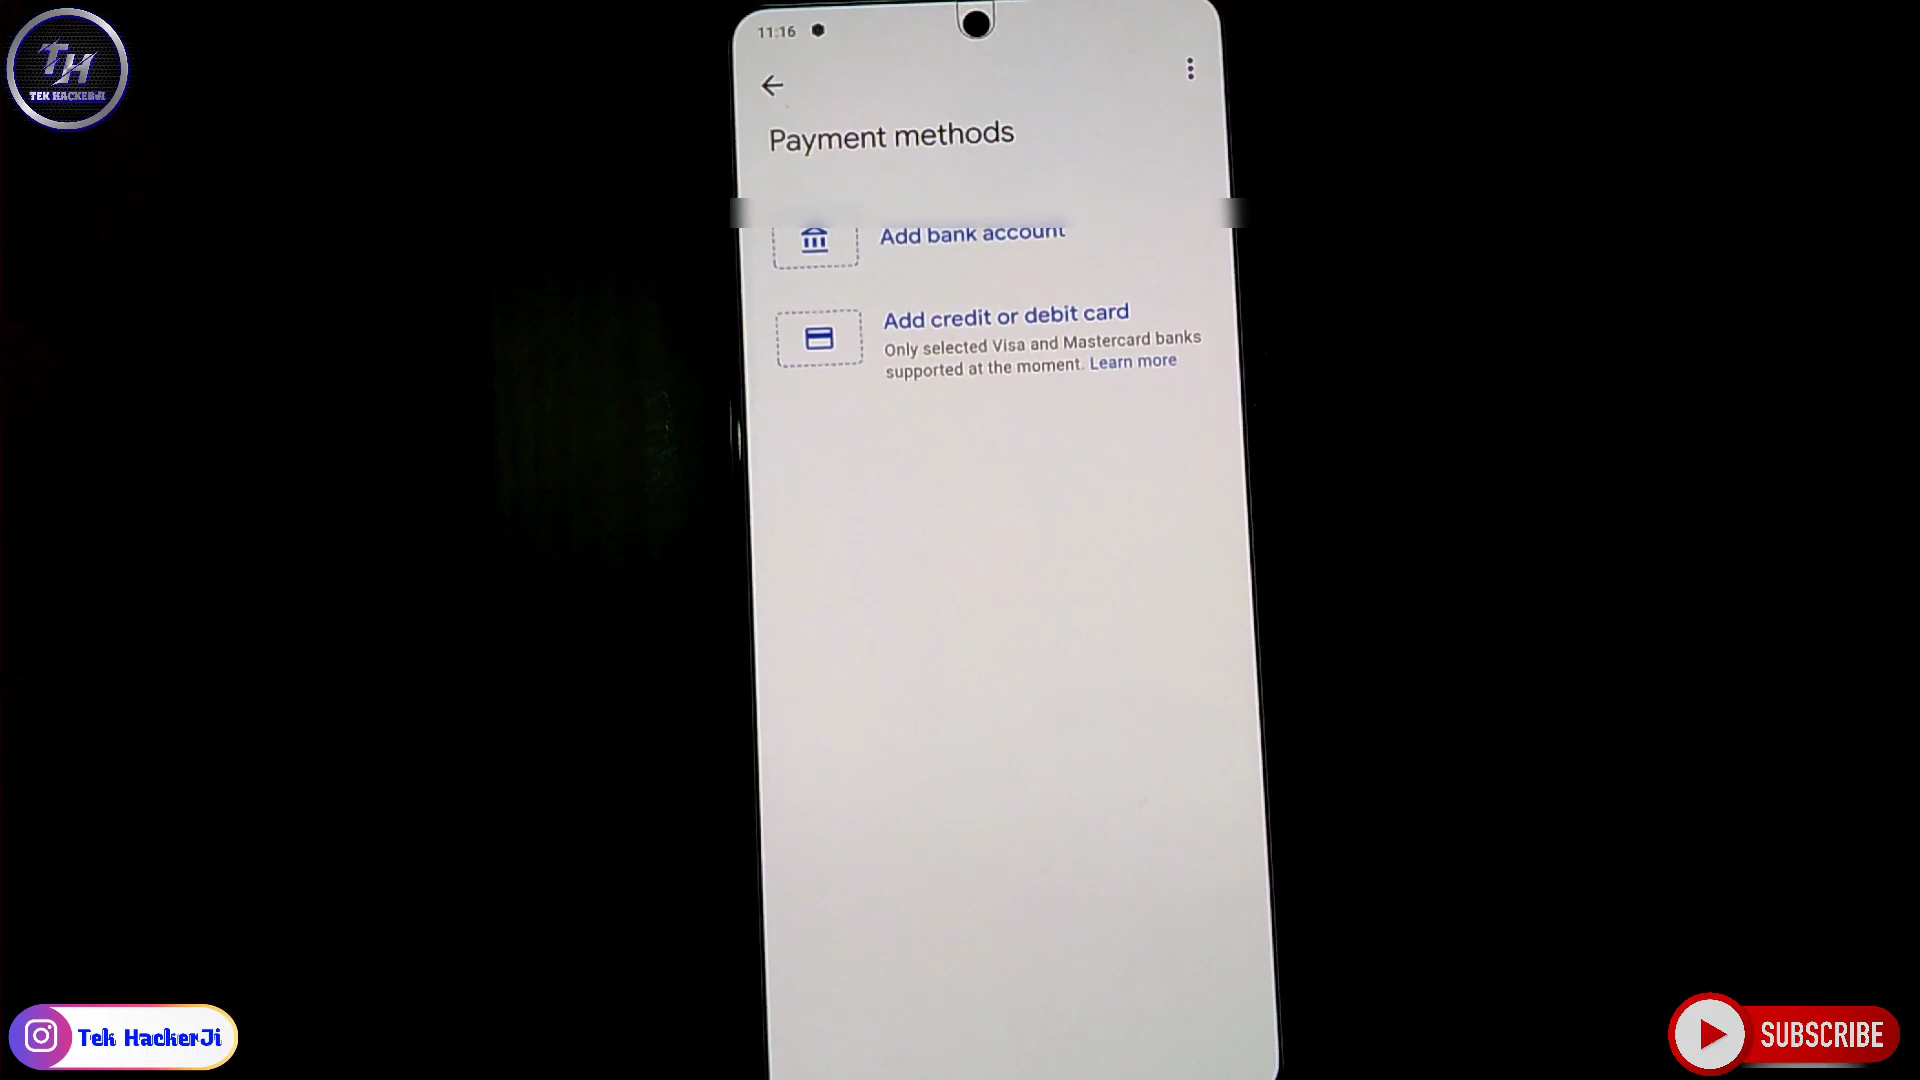 TH
TEK HACKERJI
11:16
Payment methods
Add bank account
Add credit or debit card
Only selected Visa and Mastercard banks
supported at the moment. Learn more
Tek HackerJi
SUBSCRIBE